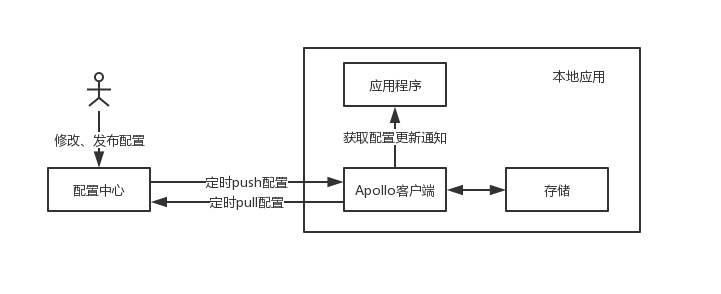 本地应用
应用程序
修改、发布配置
获取配置更新通知
配置中心
定时push配置
定时pull配置
Apollo客户端
存储